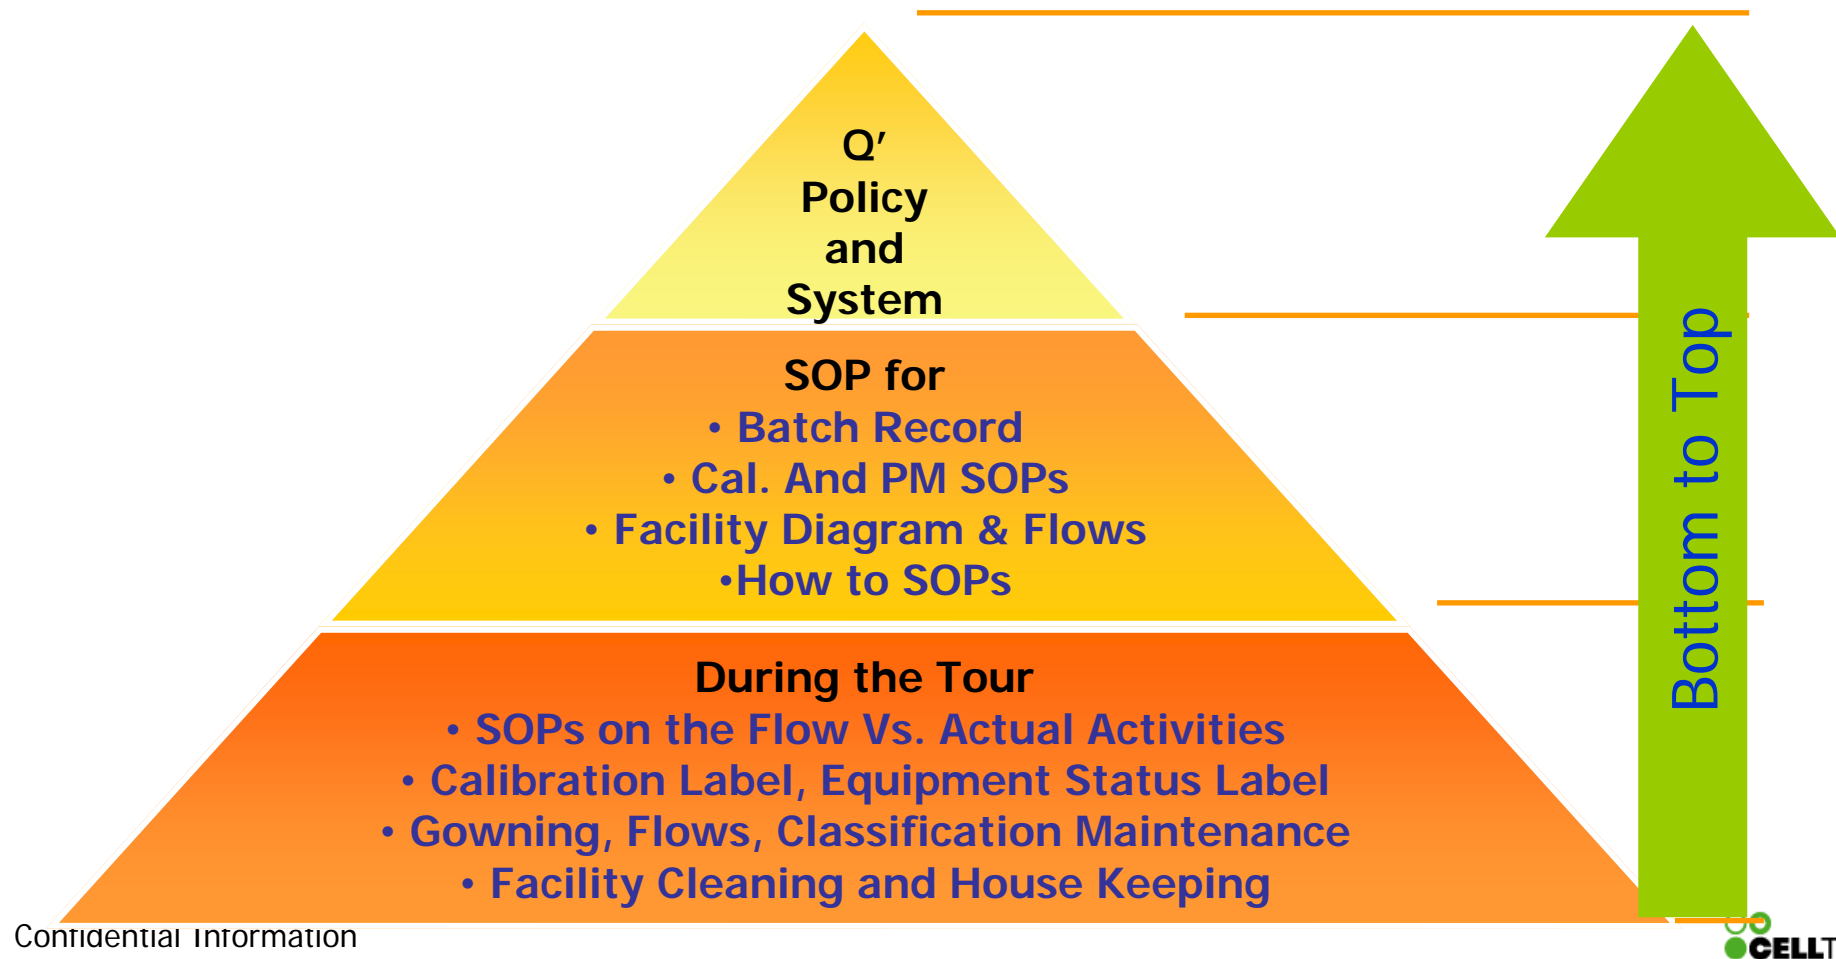 Q’
Policy
and
System
SOP for
• Batch Record
• Cal. And PM SOPs
• Facility Diagram & Flows
•How to SOPs
During the Tour
• SOPs on the Flow Vs. Actual Activities
• Calibration Label, Equipment Status Label
• Gowning, Flows, Classification Maintenance
• Facility Cleaning and House Keeping
Bottom to Top
Confidential Information
CELLT